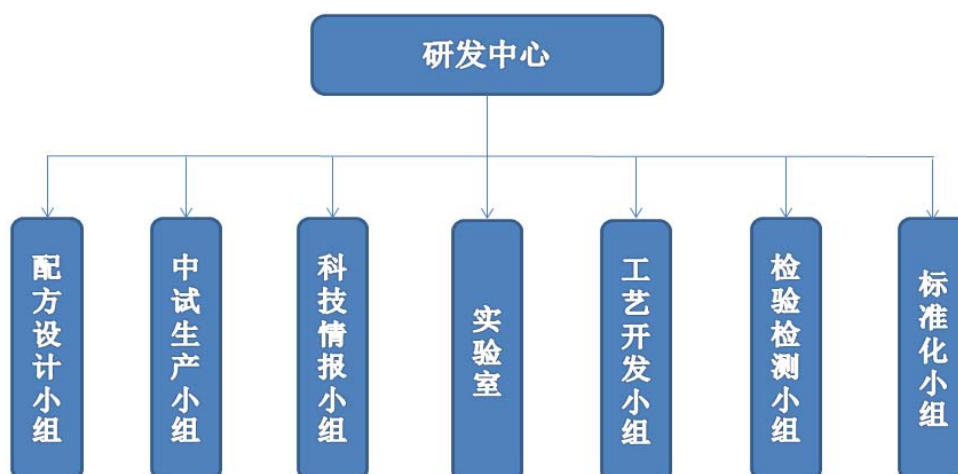 研发中心
配方设计小组
中试生产小组
科技情报小组
实验室
工艺开发小组
检验检测小组
标准化小组